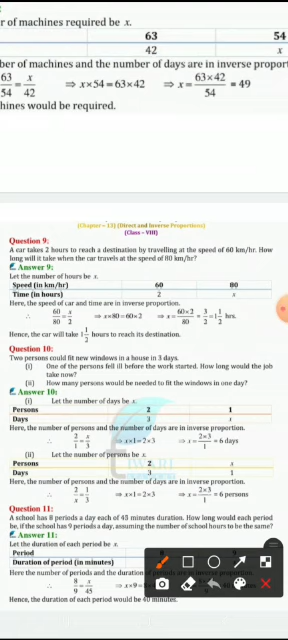 r of machines required be x.
63 54
42 x
ber of machines and the number of days are in inverse propor
63/54 = x/42 ⇒ x×54=63×42 ⇒ x= 63×42/54 = 49
hines would be required.
(Chapter – 13) (Direct and Inverse Proportions)
(Class – VIII)
Question 9:
A car takes 2 hours to reach a destination by travelling at the speed of 60 km/hr. How
long will it take when the car travels at the speed of 80 km/hr?
Answer 9:
Let the number of hours be x.
Speed (in km/hr) 60 80
Time (in hours) 2 x
Here, the speed of car and time are in inverse proportion.
∴ 60/80 = x/2 ⇒ x×80=60×2 ⇒ x= 60×2/80 = 3/2 = 1 1/2 hrs.
Hence, the car will take 1 1/2 hours to reach its destination.
Question 10:
Two persons could fit new windows in a house in 3 days.
(i) One of the persons fell ill before the work started. How long would the job
take now?
(ii) How many persons would be needed to fit the windows in one day?
Answer 10:
(i) Let the number of days be x.
Persons 2 1
Days 3 x
Here, the number of persons and the number of days are in inverse proportion.
∴ 2/1 = x/3 ⇒ x×1=2×3 ⇒ x= 2×3/1 = 6 days
(ii) Let the number of persons be x.
Persons 2 x
Days 3 1
Here, the number of persons and the number of days are in inverse proportion.
∴ 2/x = 1/3 ⇒ x×1=2×3 ⇒ x= 2×3/1 = 6 persons
Question 11:
A school has 8 periods a day each of 45 minutes duration. How long would each period
be, if the school has 9 periods a day, assuming the number of school hours to be the same?
Answer 11:
Let the duration of each period be x.
Period 8
Duration of period (in minutes)
Here the number of periods and the duration
∴ 8/9 = x/45 ⇒ x×9=8
Hence, the duration of each period would be 40 minutes.